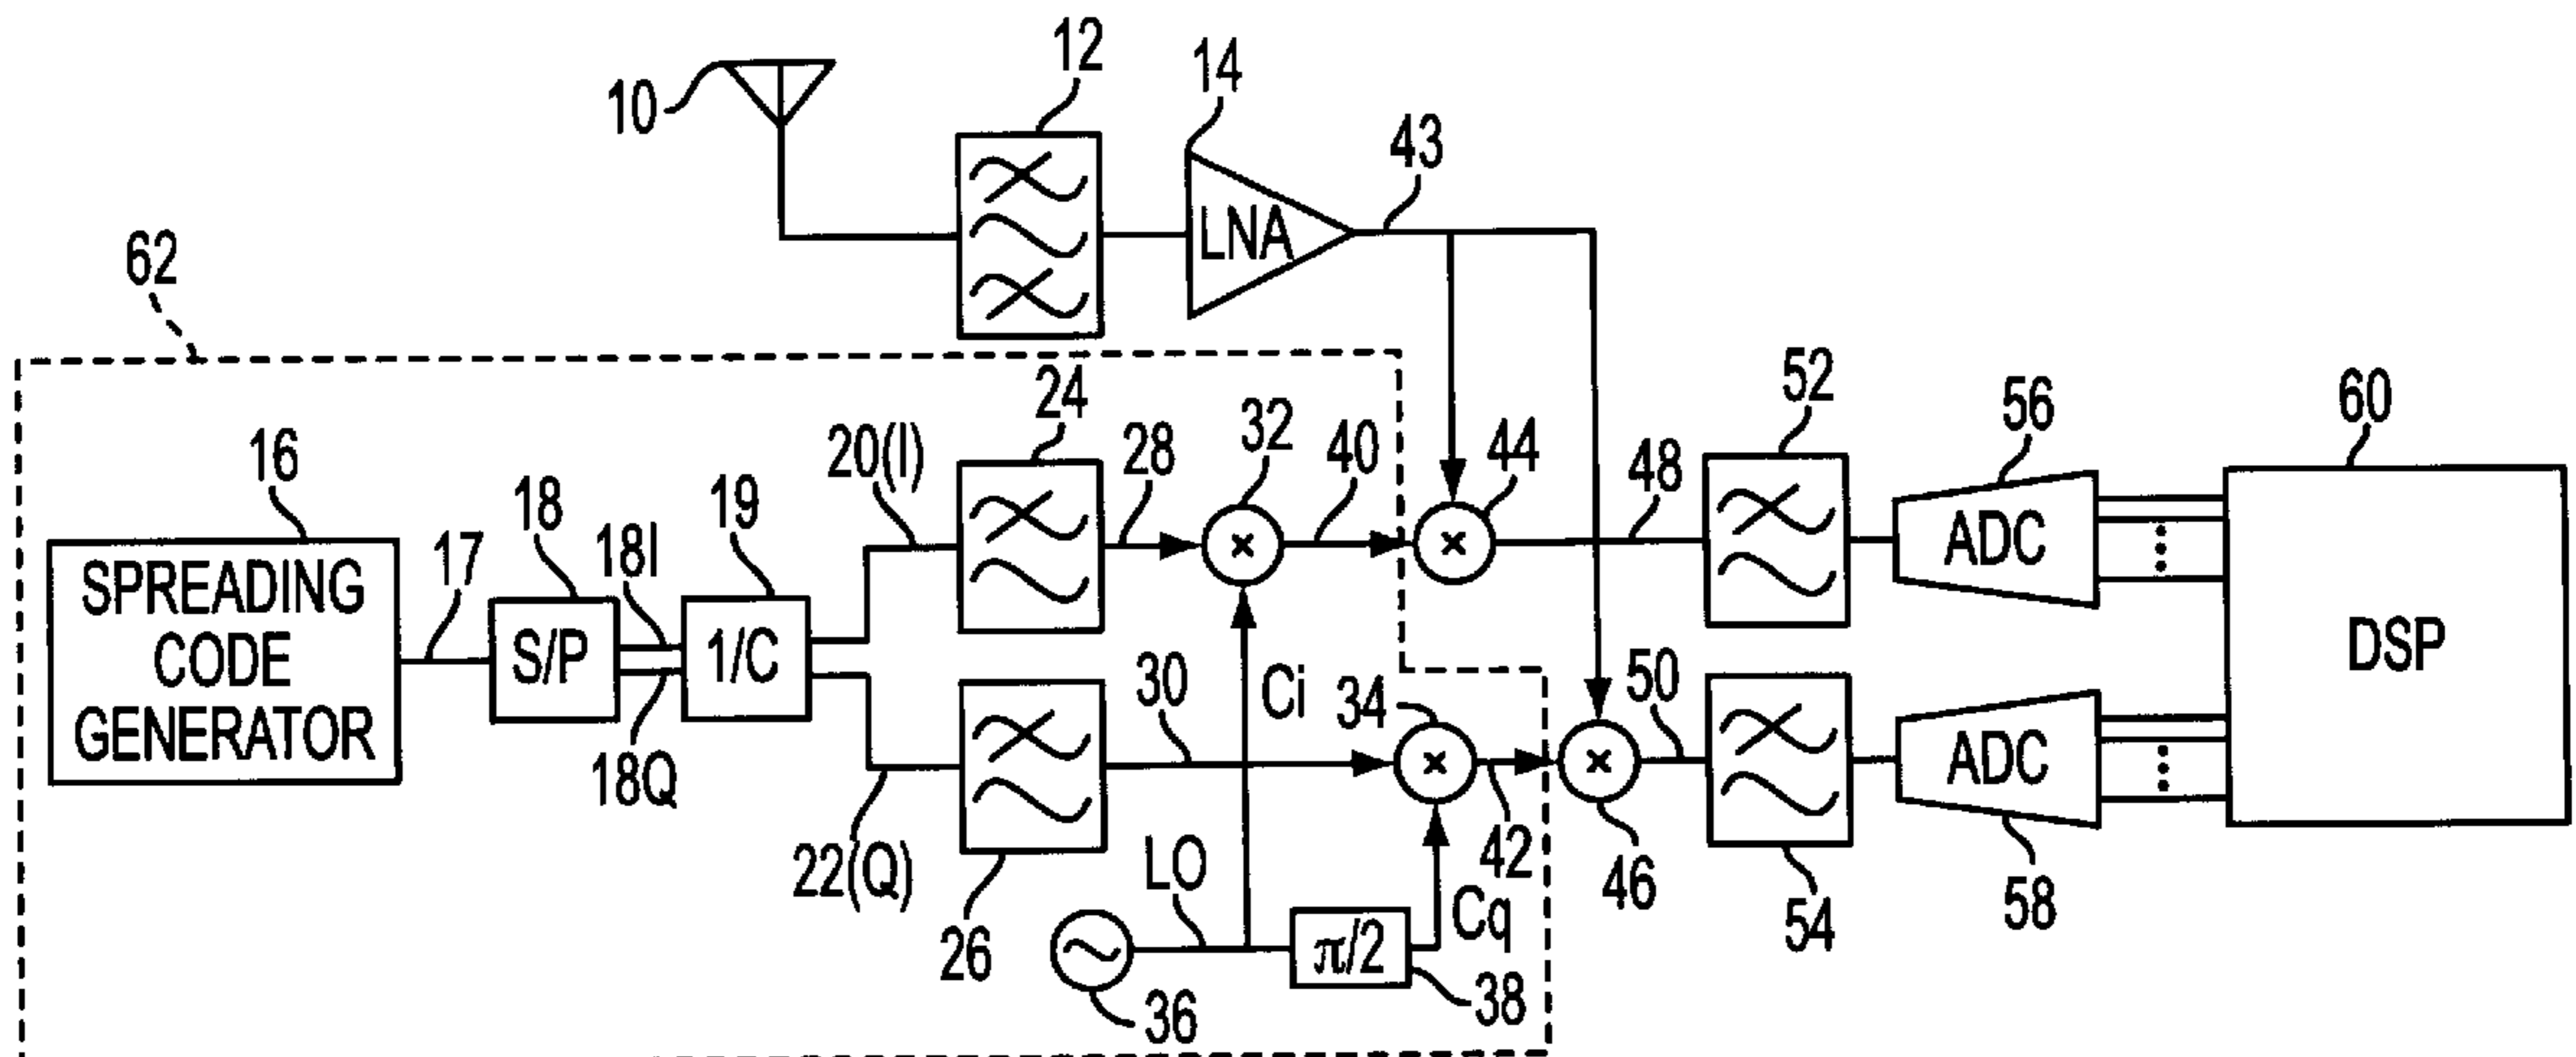 10
12
14
LNA
43
62
16
SPREADING
CODE
GENERATOR
17
18
S/P
18I
18Q
19
1/C
20(I)
22(Q)
24
26
28
30
32
34
Ci
LO
36
π/2
38
Cq
40
42
44
46
48
50
52
54
56
ADC
58
ADC
60
DSP